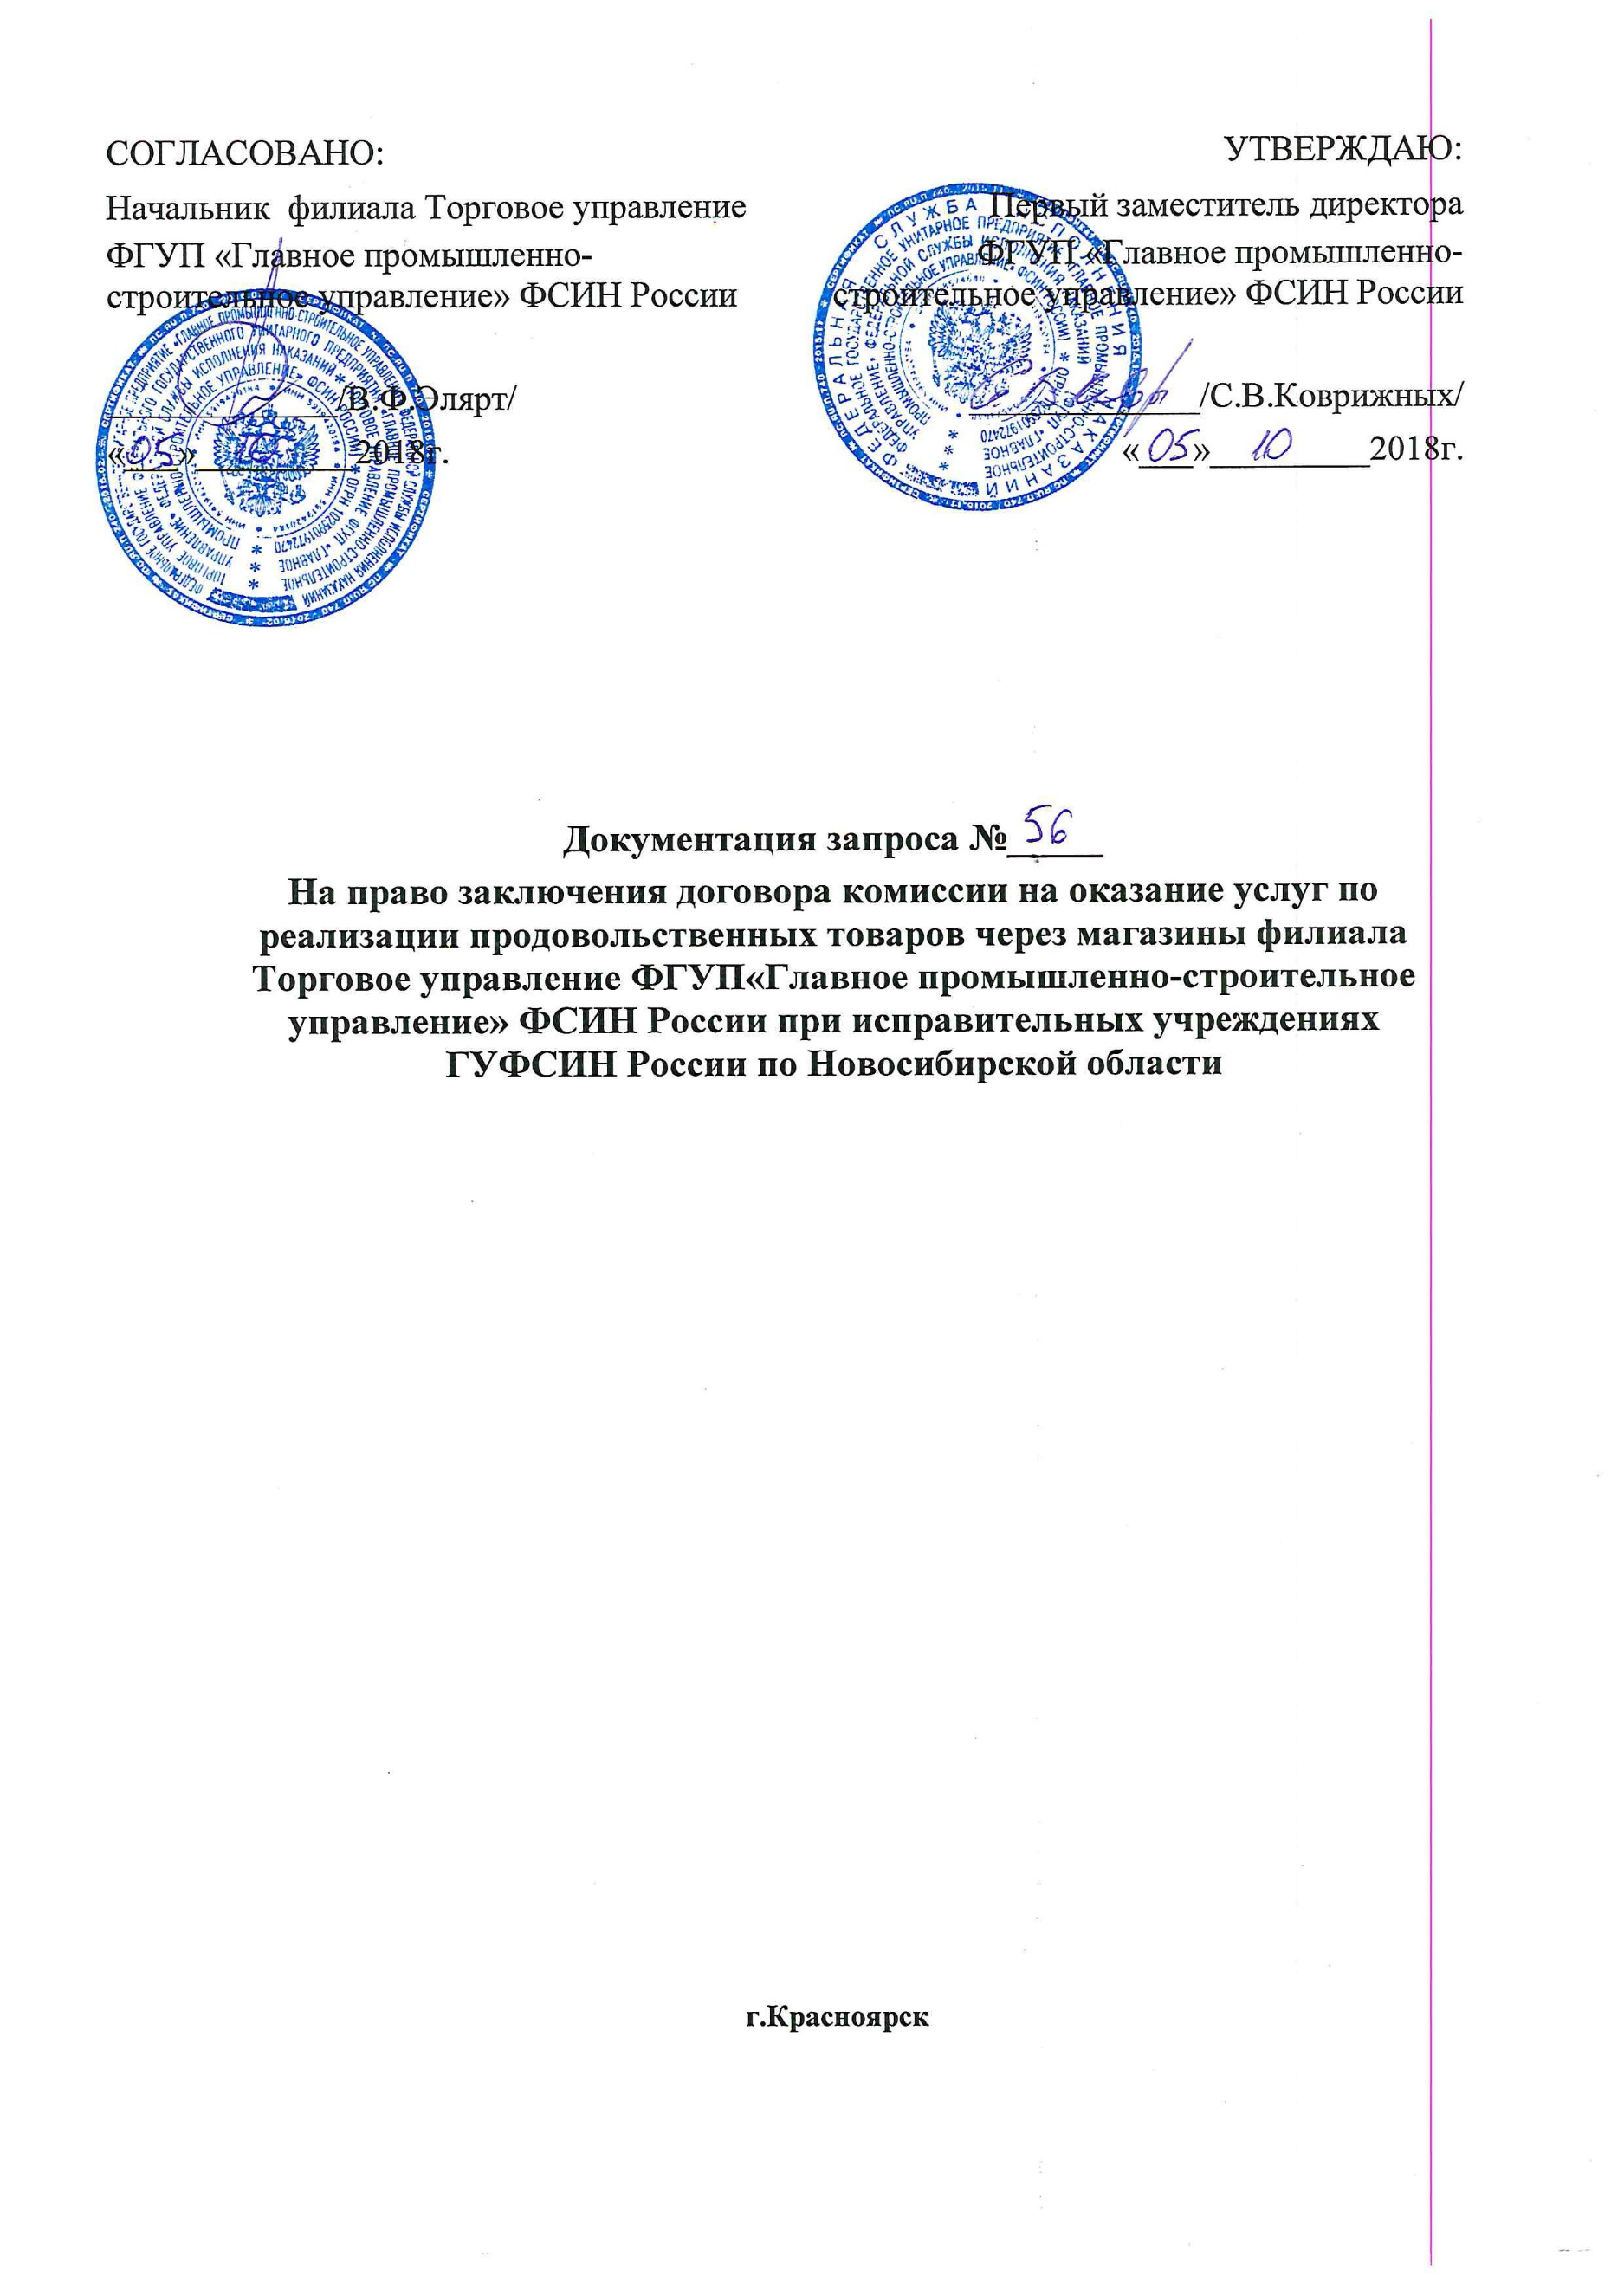 СОГЛАСОВАНО:
Начальник филиала Торговое управление
ФГУП «Главное промышленно-
строительное управление» ФСИН России
/В.Ф.Элярт/
«05» 10 2018г.
УТВЕРЖДАЮ:
Первый заместитель директора
ФГУП «Главное промышленно-
строительное управление» ФСИН России
/С.В.Коврижных/
«05» 10 2018г.
Документация запроса № 56
На право заключения договора комиссии на оказание услуг по
реализации продовольственных товаров через магазины филиала
Торговое управление ФГУП«Главное промышленно-строительное
управление» ФСИН России при исправительных учреждениях
ГУФСИН России по Новосибирской области
г.Красноярск